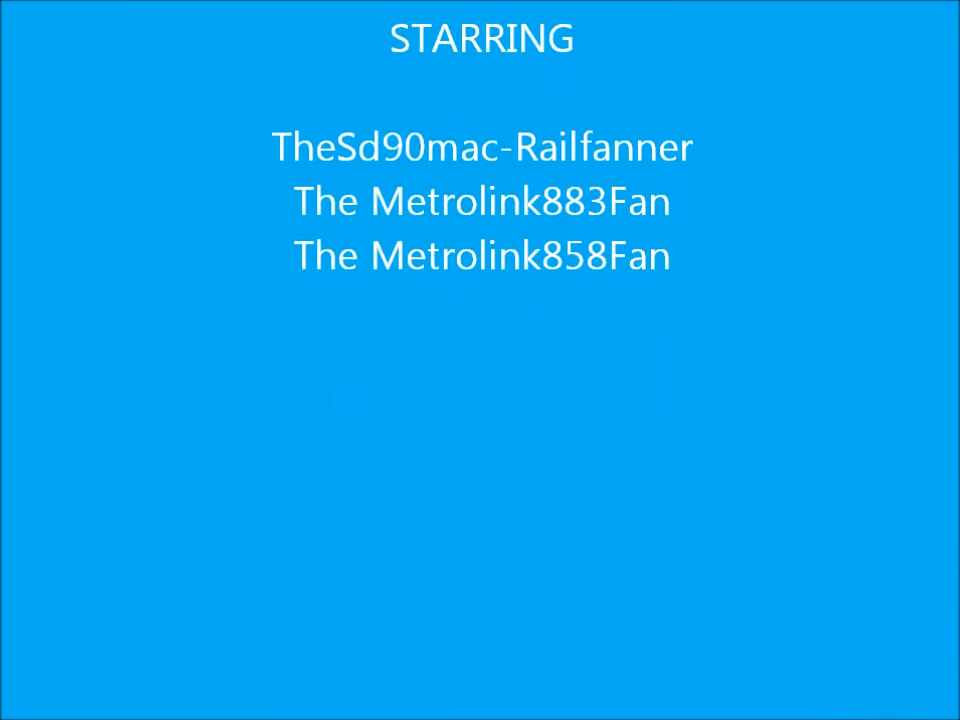 STARRING
TheSd90mac-Railfanner
The Metrolink883Fan
The Metrolink858Fan